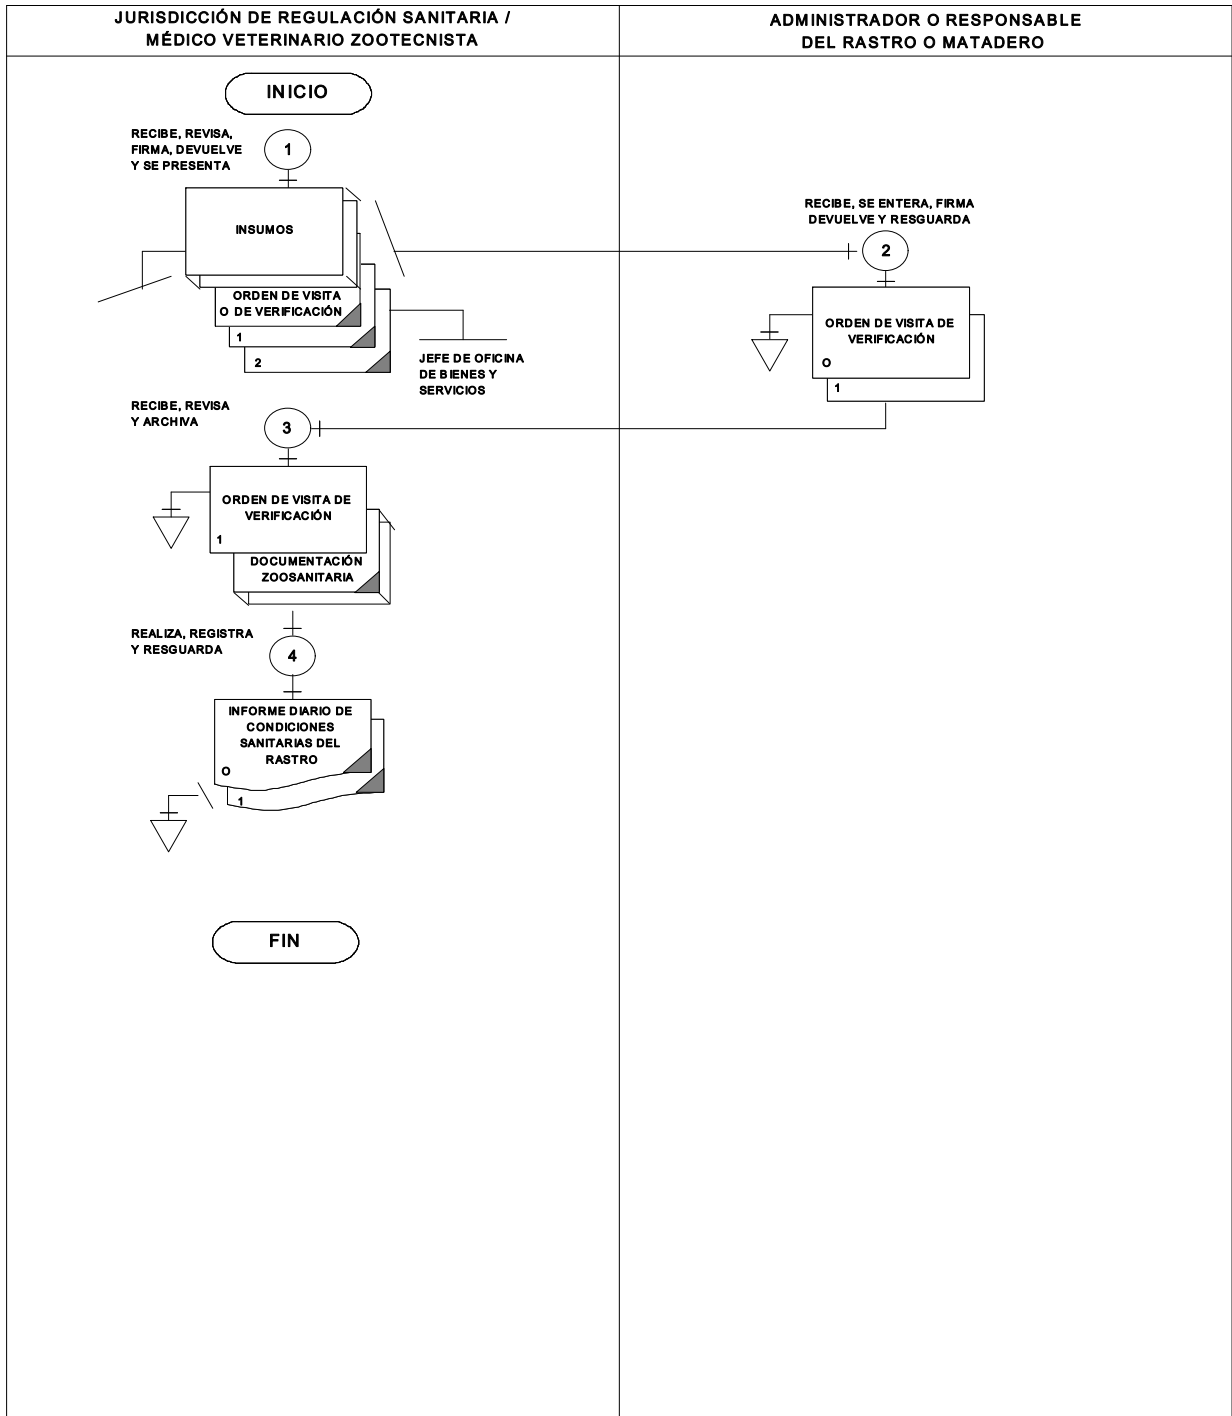 JURISDICCIÓN DE REGULACIÓN SANITARIA /
MÉDICO VETERINARIO ZOOTECNISTA
ADMINISTRADOR O RESPONSABLE
DEL RASTRO O MATADERO
INICIO
RECIBE, REVISA,
FIRMA, DEVUELVE
Y SE PRESENTA
1
INSUMOS
ORDEN DE VISITA
O DE VERIFICACIÓN
1
2
JEFE DE OFICINA
DE BIENES Y
SERVICIOS
RECIBE, SE ENTERA, FIRMA
DEVUELVE Y RESGUARDA
2
ORDEN DE VISITA DE
VERIFICACIÓN
O
1
RECIBE, REVISA
Y ARCHIVA
3
ORDEN DE VISITA DE
VERIFICACIÓN
1
DOCUMENTACIÓN
ZOOSANITARIA
REALIZA, REGISTRA
Y RESGUARDA
4
INFORME DIARIO DE
CONDICIONES
SANITARIAS DEL
RASTRO
O
1
FIN